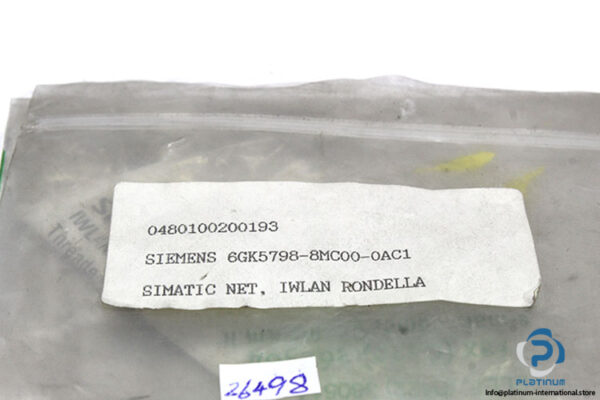 0480100200193
SIEMENS 6GK5798-8MC00-0AC1
SIMATIC NET, IWLAN RONDELLA
26498
PLATINUM
info@platinum-international.store